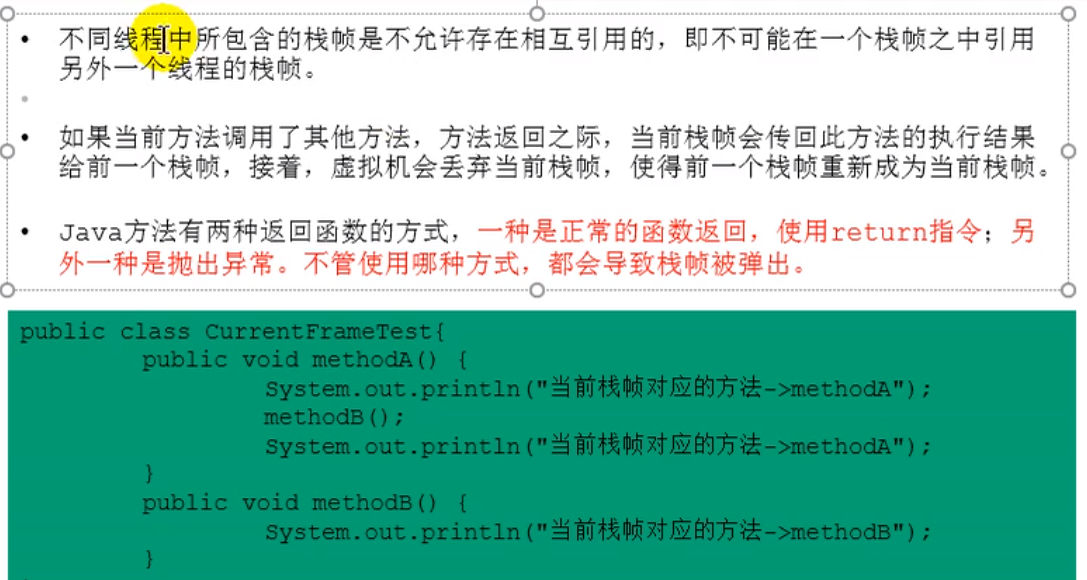 • 不同线程中所包含的栈帧是不允许存在相互引用的，即不可能在一个栈帧之中引用
另外一个线程的栈帧。
•
• 如果当前方法调用了其他方法，方法返回之际，当前栈帧会传回此方法的执行结果
给前一个栈帧，接着，虚拟机会丢弃当前栈帧，使得前一个栈帧重新成为当前栈帧。
• Java方法有两种返回函数的方式，一种是正常的函数返回，使用return指令；另
外一种是抛出异常。不管使用哪种方式，都会导致栈帧被弹出。
public class CurrentFrameTest{
public void methodA() {
System.out.println("当前栈帧对应的方法->methodA");
methodB();
System.out.println("当前栈帧对应的方法->methodA");
}
public void methodB() {
System.out.println("当前栈帧对应的方法->methodB");
}